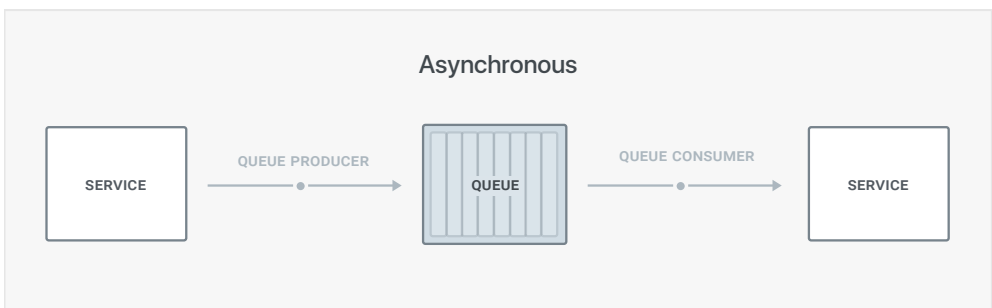 Asynchronous
SERVICE
QUEUE PRODUCER
QUEUE
QUEUE CONSUMER
SERVICE